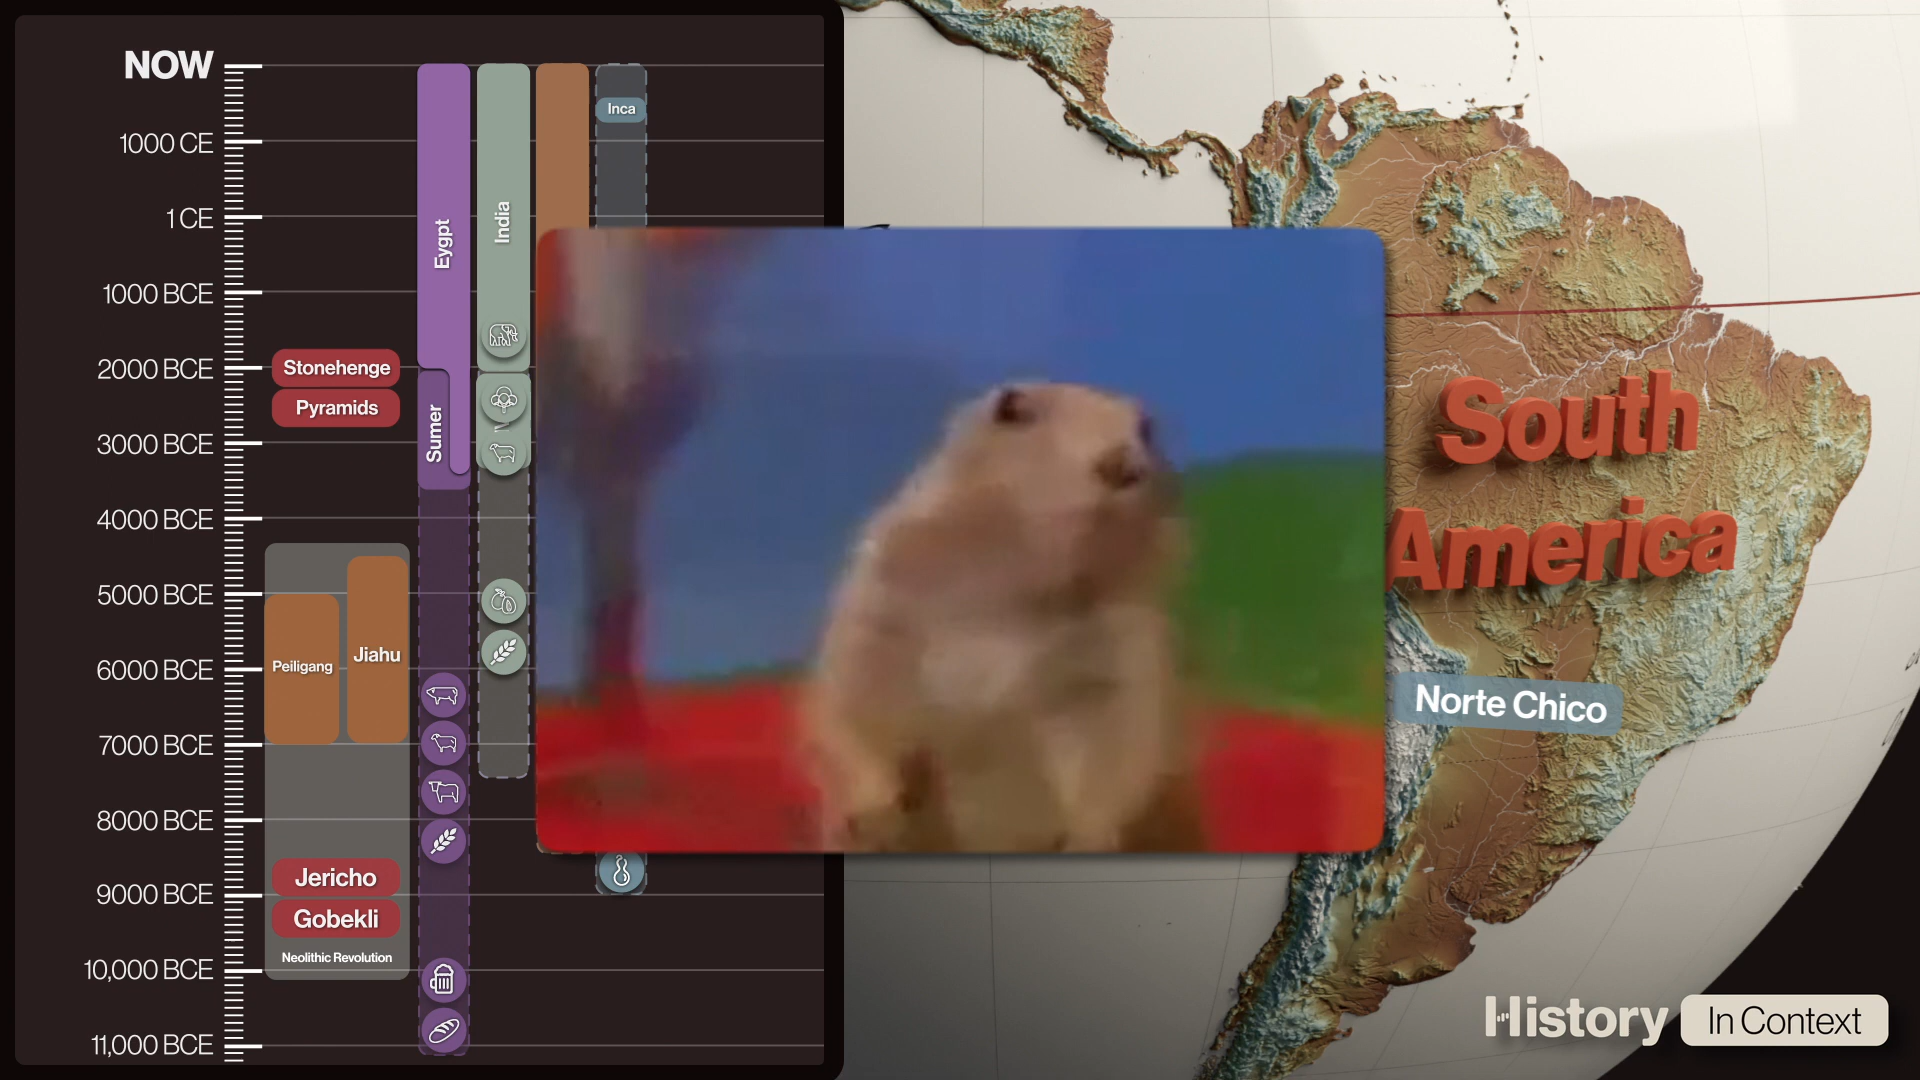 NOW
1000 CE
1 CE
1000 BCE
2000 BCE
3000 BCE
4000 BCE
5000 BCE
6000 BCE
7000 BCE
8000 BCE
9000 BCE
10,000 BCE
11,000 BCE
Stonehenge
Pyramids
Peiligang
Jiahu
Jericho
Gobekli
Neolithic Revolution
Eygpt
Sumer
India
Inca
South
America
Norte Chico
History
In Context